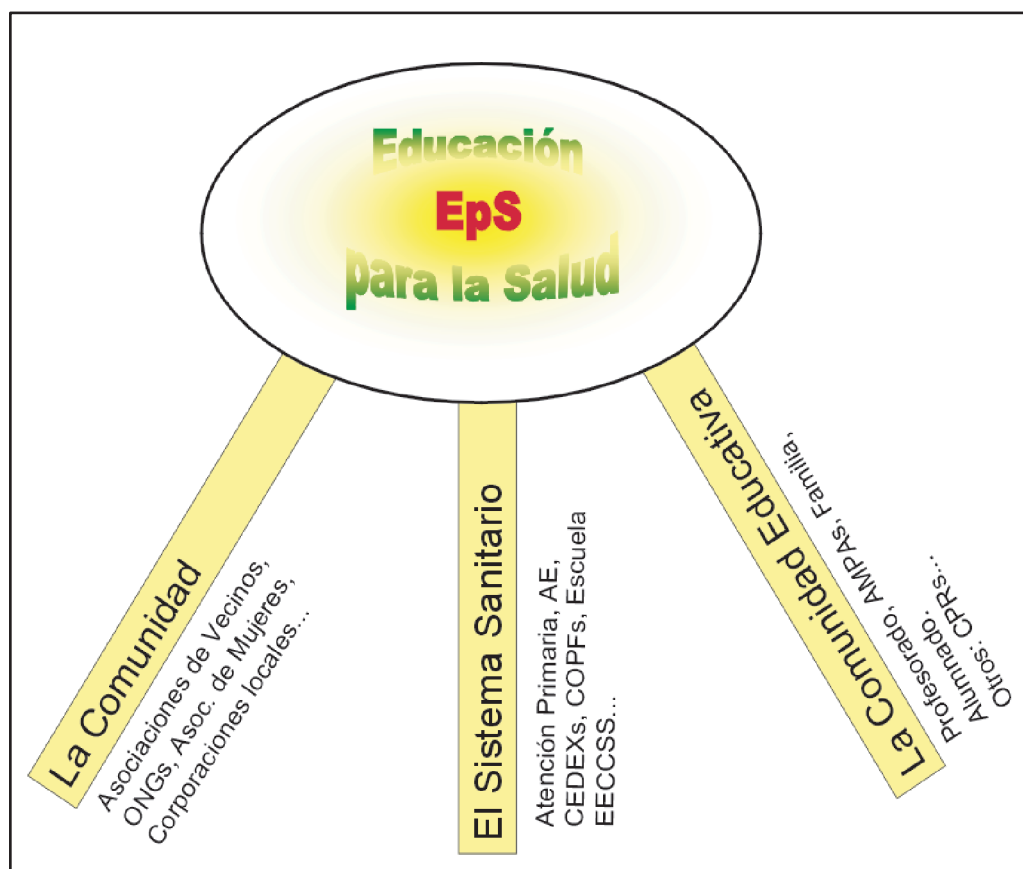 Educación
EpS
para la Salud
La Comunidad
Asociaciones de Vecinos,
ONGs, Asoc. de Mujeres,
Corporaciones locales...
El Sistema Sanitario
Atención Primaria, AE,
CEDEXs, COPFs, Escuela
EECCSS...
La Comunidad Educativa
Profesorado, AMPAs, Familia,
Alumnado.
Otros: CPRs...